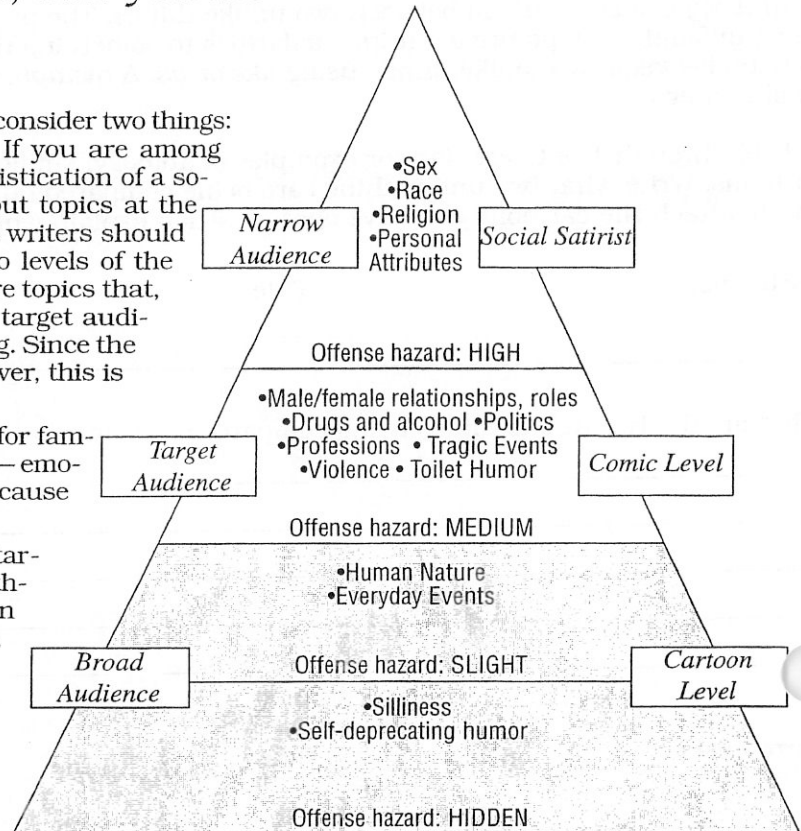 consider two things:
If you are among
istication of a so-
out topics at the
writers should
o levels of the
re topics that,
target audi-
g. Since the
ver, this is
for fam-
— emo-
cause
tar-
h-
n
•Sex
•Race
•Religion
•Personal
Attributes
Narrow
Audience
Social Satirist
Offense hazard: HIGH
•Male/female relationships, roles
•Drugs and alcohol •Politics
•Professions • Tragic Events
•Violence • Toilet Humor
Target
Audience
Comic Level
Offense hazard: MEDIUM
•Human Nature
•Everyday Events
Broad
Audience
Offense hazard: SLIGHT
Cartoon
Level
•Silliness
•Self-deprecating humor
Offense hazard: HIDDEN